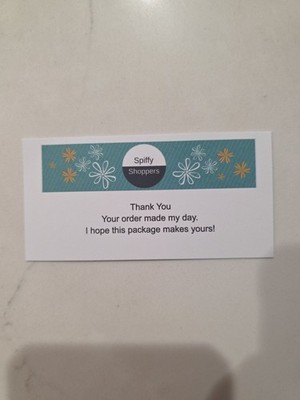 Spiffy
Shoppers
Thank You
Your order made my day.
I hope this package makes yours!